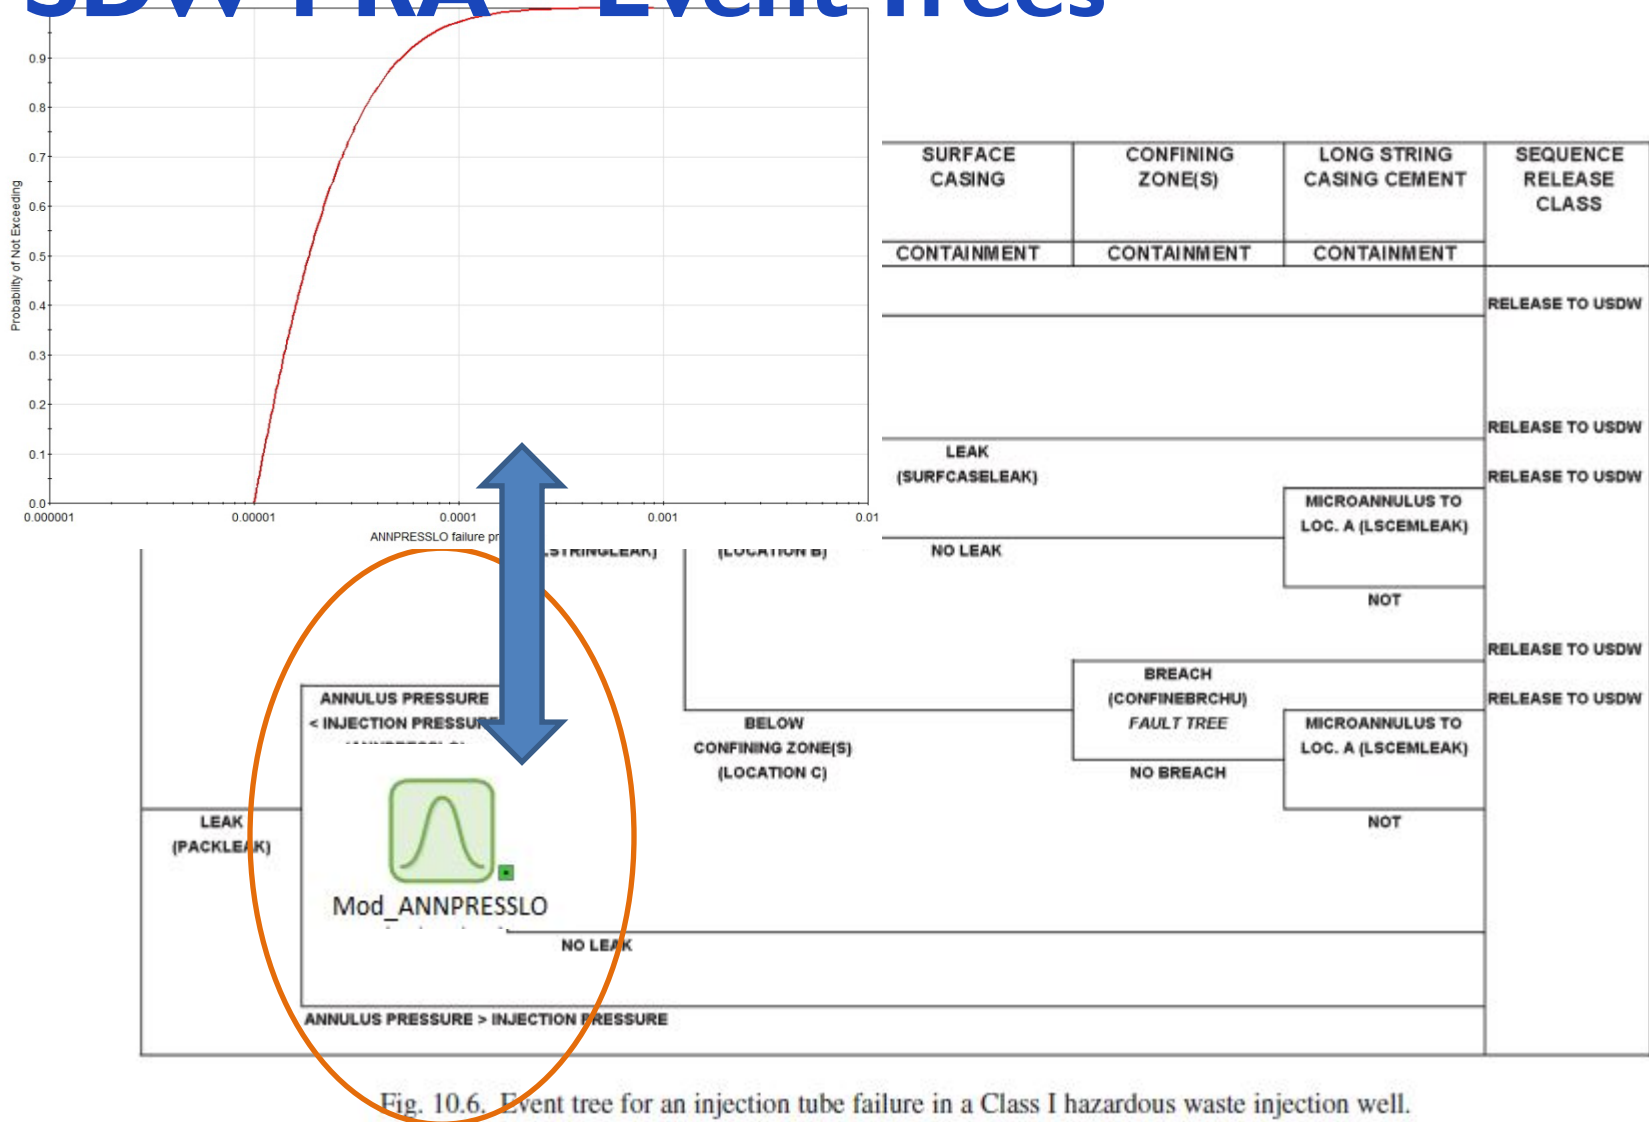 SDW PRA - Event Trees
0.9
0.8
0.7
0.6
0.5
0.4
0.3
0.2
0.1
0.0
Probability of Not Exceeding
0.000001
0.00001
0.0001
0.001
0.01
ANNPRESSLO failure
SURFACE
CASING
CONTAINMENT
CONFINING
ZONE(S)
CONTAINMENT
LONG STRING
CASING CEMENT
CONTAINMENT
SEQUENCE
RELEASE
CLASS
RELEASE TO USDW
RELEASE TO USDW
LEAK
(SURFCASELEAK)
RELEASE TO USDW
MICROANNULUS TO
LOC. A (LSCEMLEAK)
(LOCATION B)
NO LEAK
NOT
RELEASE TO USDW
BREACH
(CONFINEBRCHU)
FAULT TREE
RELEASE TO USDW
ANNULUS PRESSURE
< INJECTION PRESSURE
BELOW
CONFINING ZONE(S)
(LOCATION C)
MICROANNULUS TO
LOC. A (LSCEMLEAK)
NO BREACH
LEAK
(PACKLEAK)
NOT
Mod_ANNPRESSLO
NO LEAK
ANNULUS PRESSURE > INJECTION PRESSURE
Fig. 10.6. Event tree for an injection tube failure in a Class I hazardous waste injection well.